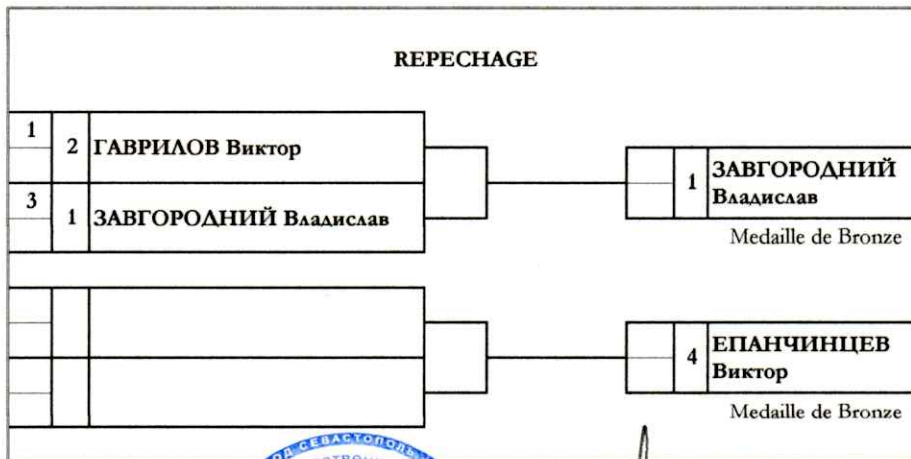 REPECHAGE
1
2 ГАВРИЛОВ Виктор
3
1 ЗАВГОРОДНИЙ Владислав
1 ЗАВГОРОДНИЙ
Владислав
Medaille de Bronze
4 ЕПАНЧИНЦЕВ
Виктор
Medaille de Bronze
СЕВАСТОПОЛЬ